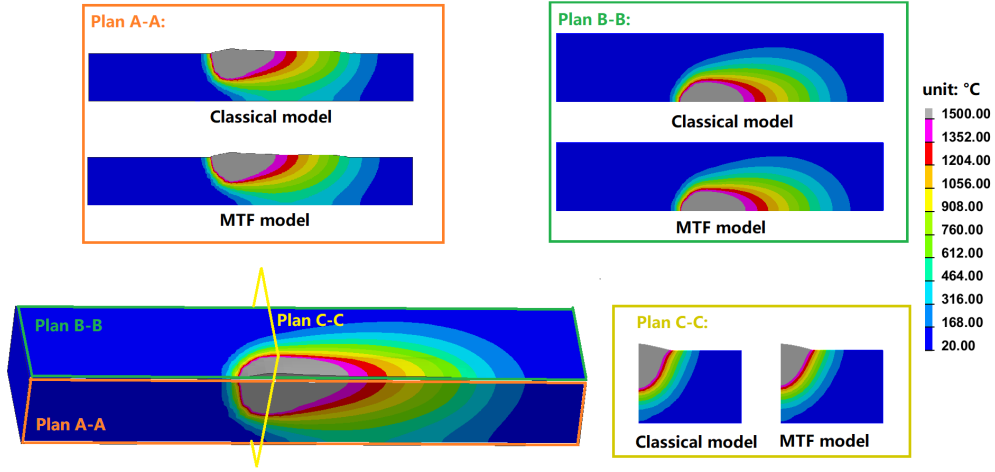 Plan A-A:
Classical model
MTF model
Plan B-B:
Classical model
MTF model
unit: °C
1500.00
1352.00
1204.00
1056.00
908.00
760.00
612.00
464.00
316.00
168.00
20.00
Plan B-B
Plan C-C
Plan A-A
Plan C-C:
Classical model
MTF model